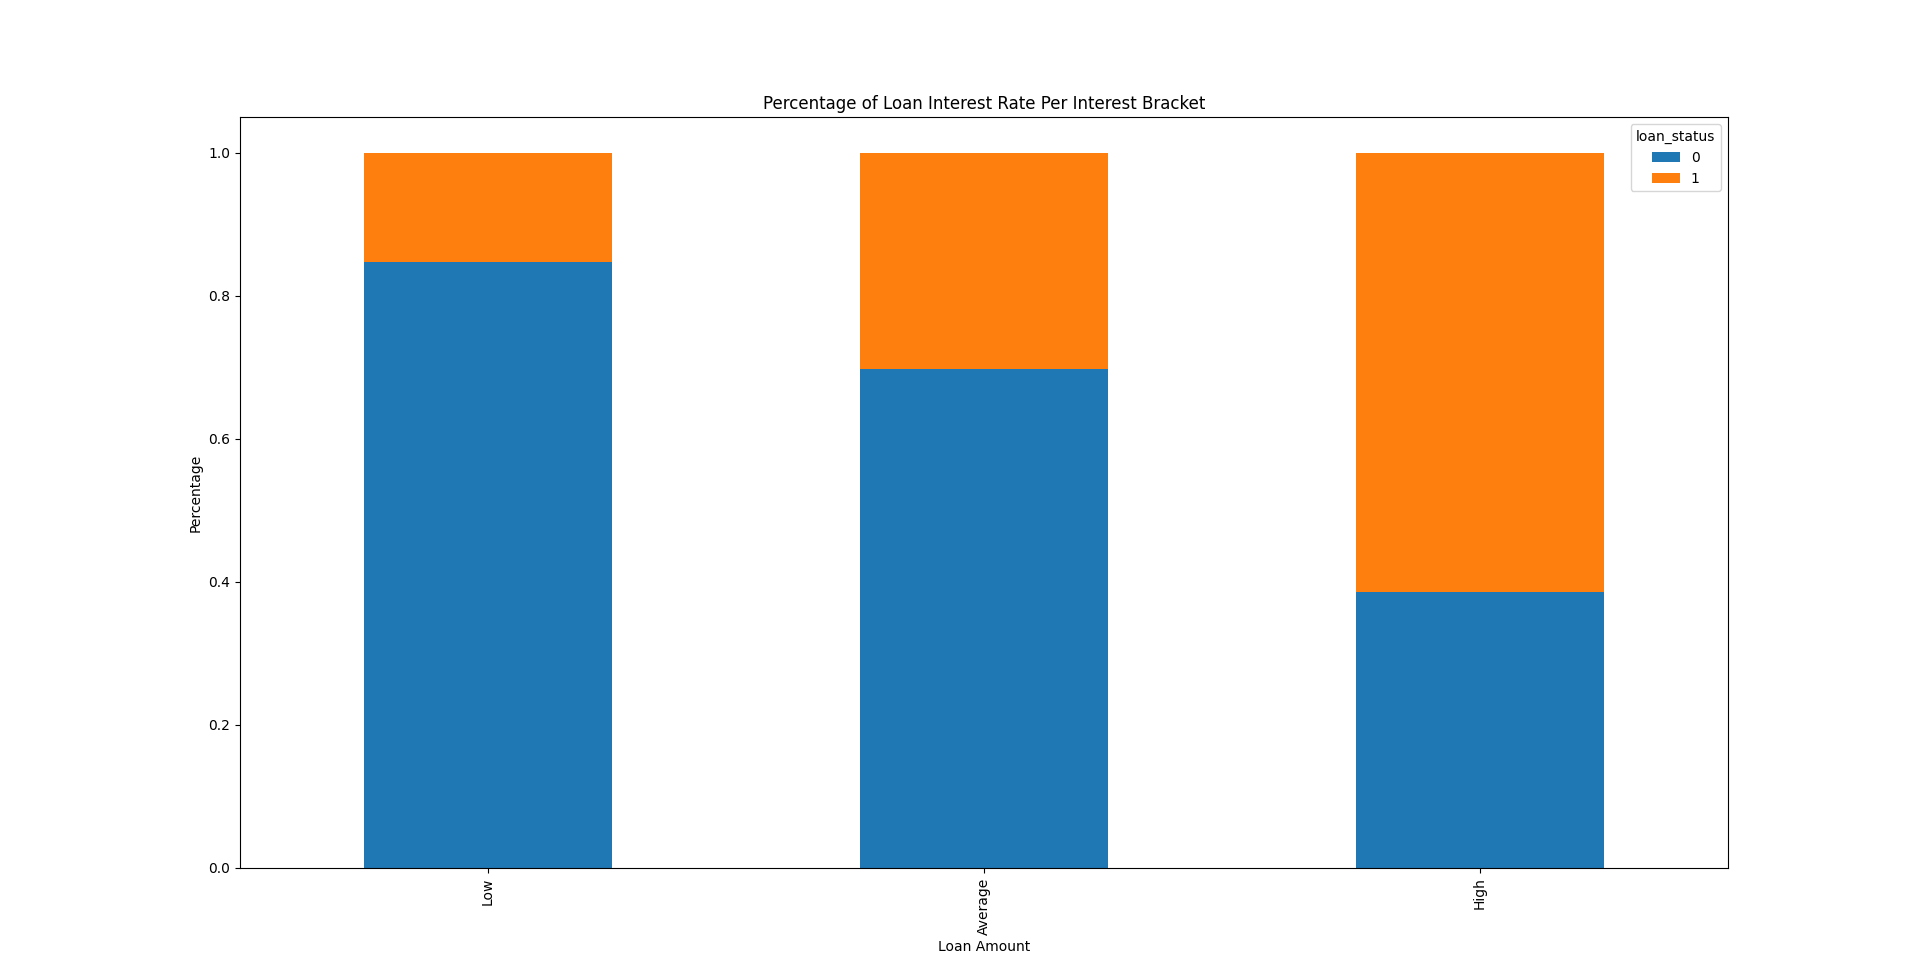 Percentage of Loan Interest Rate Per Interest Bracket
loan_status
0
1
1.0
0.8
0.6
0.4
0.2
0.0
Percentage
Low
Average
High
Loan Amount